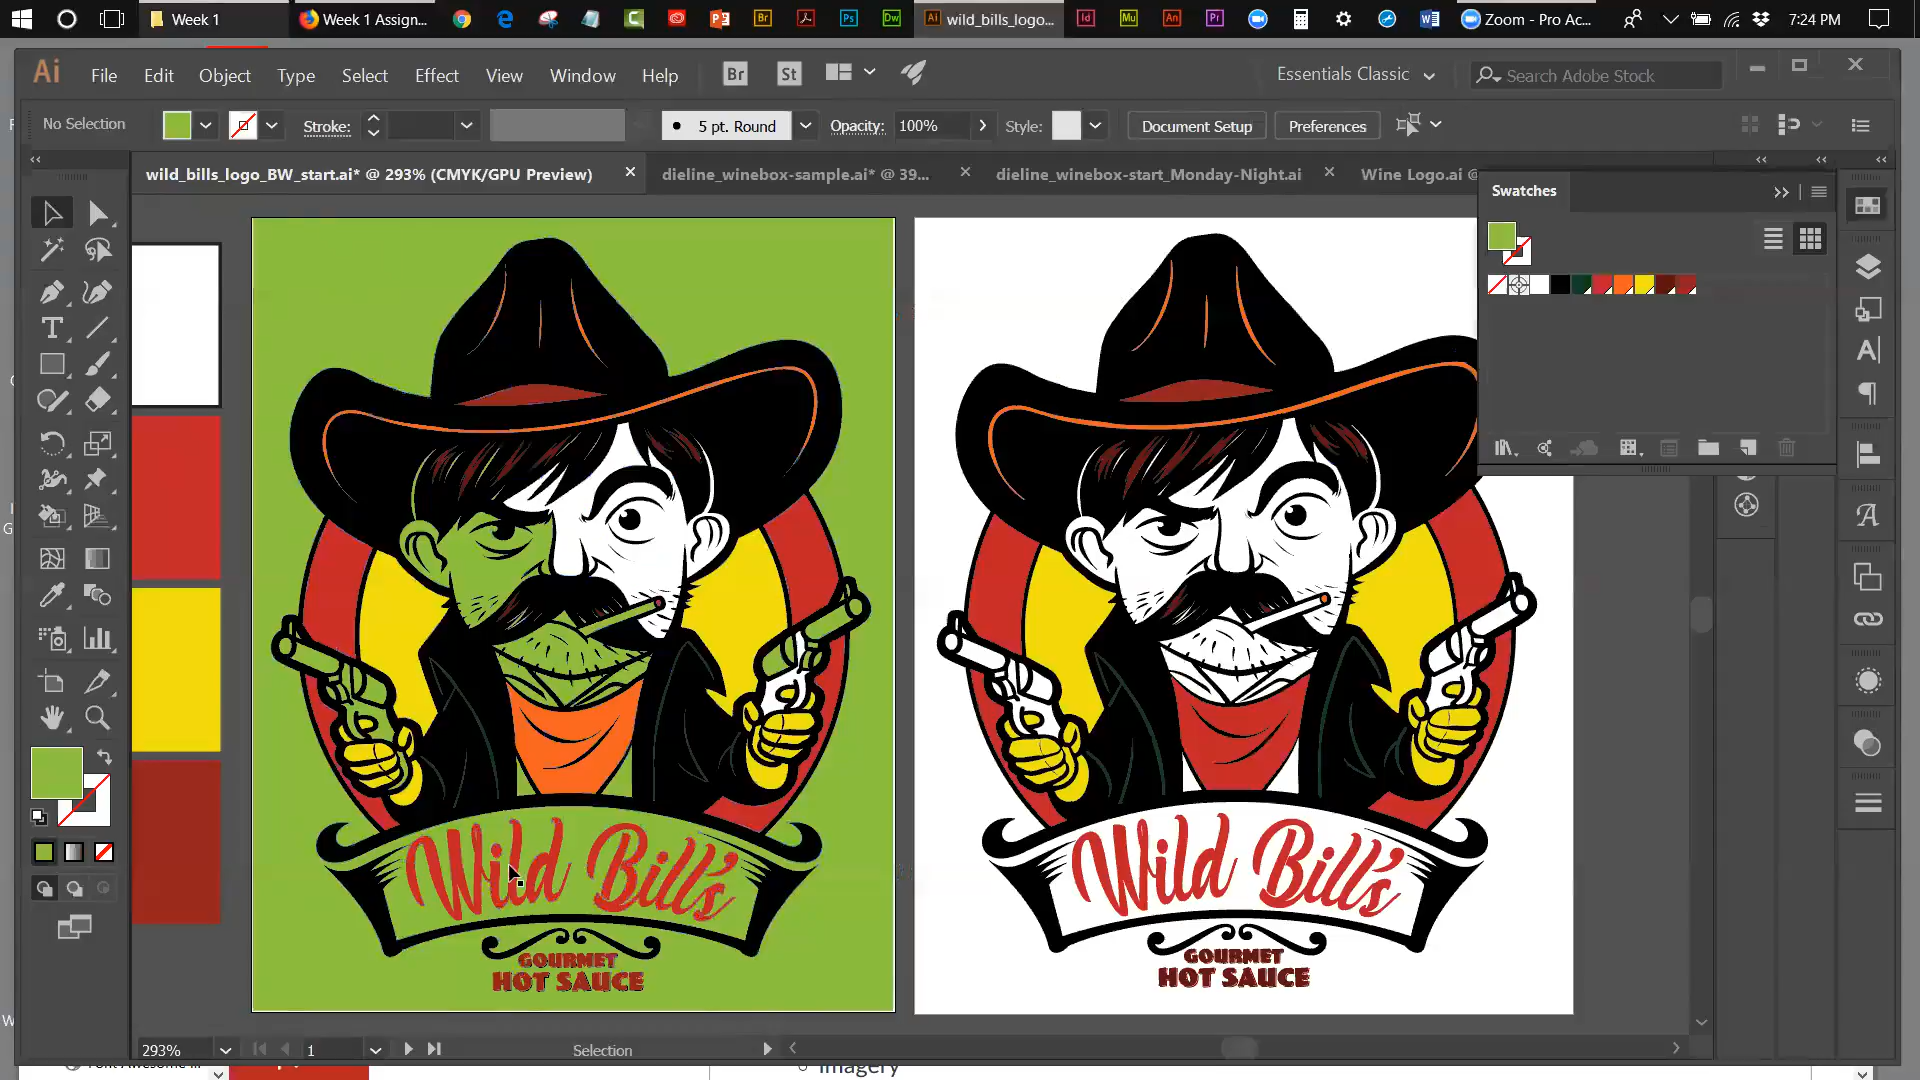 Week 1
Week 1 Assign...
wild_bills_logo...
Zoom - Pro Ac...
7:24 PM
Ai
File Edit Object Type Select Effect View Window Help
Br
St
Essentials Classic
Search Adobe Stock
No Selection
Stroke:
5 pt. Round
Opacity:
100%
Style:
Document Setup
Preferences
wild_bills_logo_BW_start.ai* @ 293% (CMYK/GPU Preview)
dieline_winebox-sample.ai* @ 39...
dieline_winebox-start_Monday-Night.ai
Wine Logo.ai @
Swatches
Wild Bill's
GOURMET
HOT SAUCE
Wild Bill's
GOURMET
HOT SAUCE
293%
1
Selection
Imagery